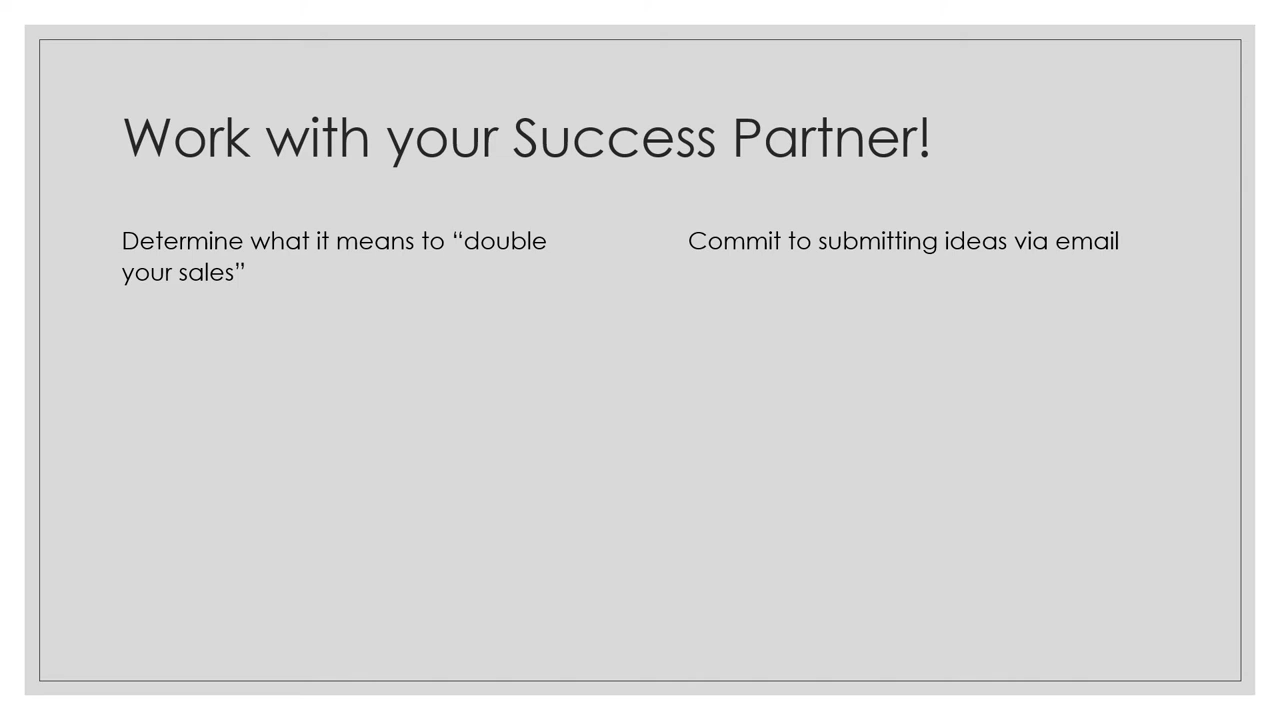 Work with your Success Partner!
Determine what it means to “double
your sales”
Commit to submitting ideas via email